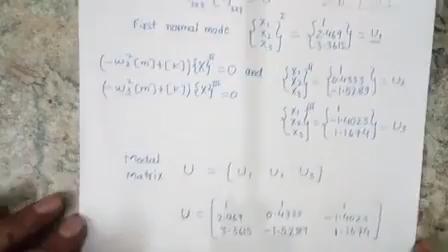 First normal mode {x₁ x₂ x₃}ᴵ = {1 2.469 3.3615} = U₁
(-ω₂²[m]+[k]){X}ᴵᴵ=0 and {x₁ x₂ x₃}ᴵᴵ = {1 0.4333 -1.5289} = U₂
(-ω₃²[m]+[k]){X}ᴵᴵᴵ=0
{x₁ x₂ x₃}ᴵᴵᴵ = {1 -1.4023 1.1674} = U₃
Modal
matrix U = {U₁ U₂ U₃}
U = [1 1 1
2.469 0.4333 -1.4023
3.3615 -1.5289 1.1674]